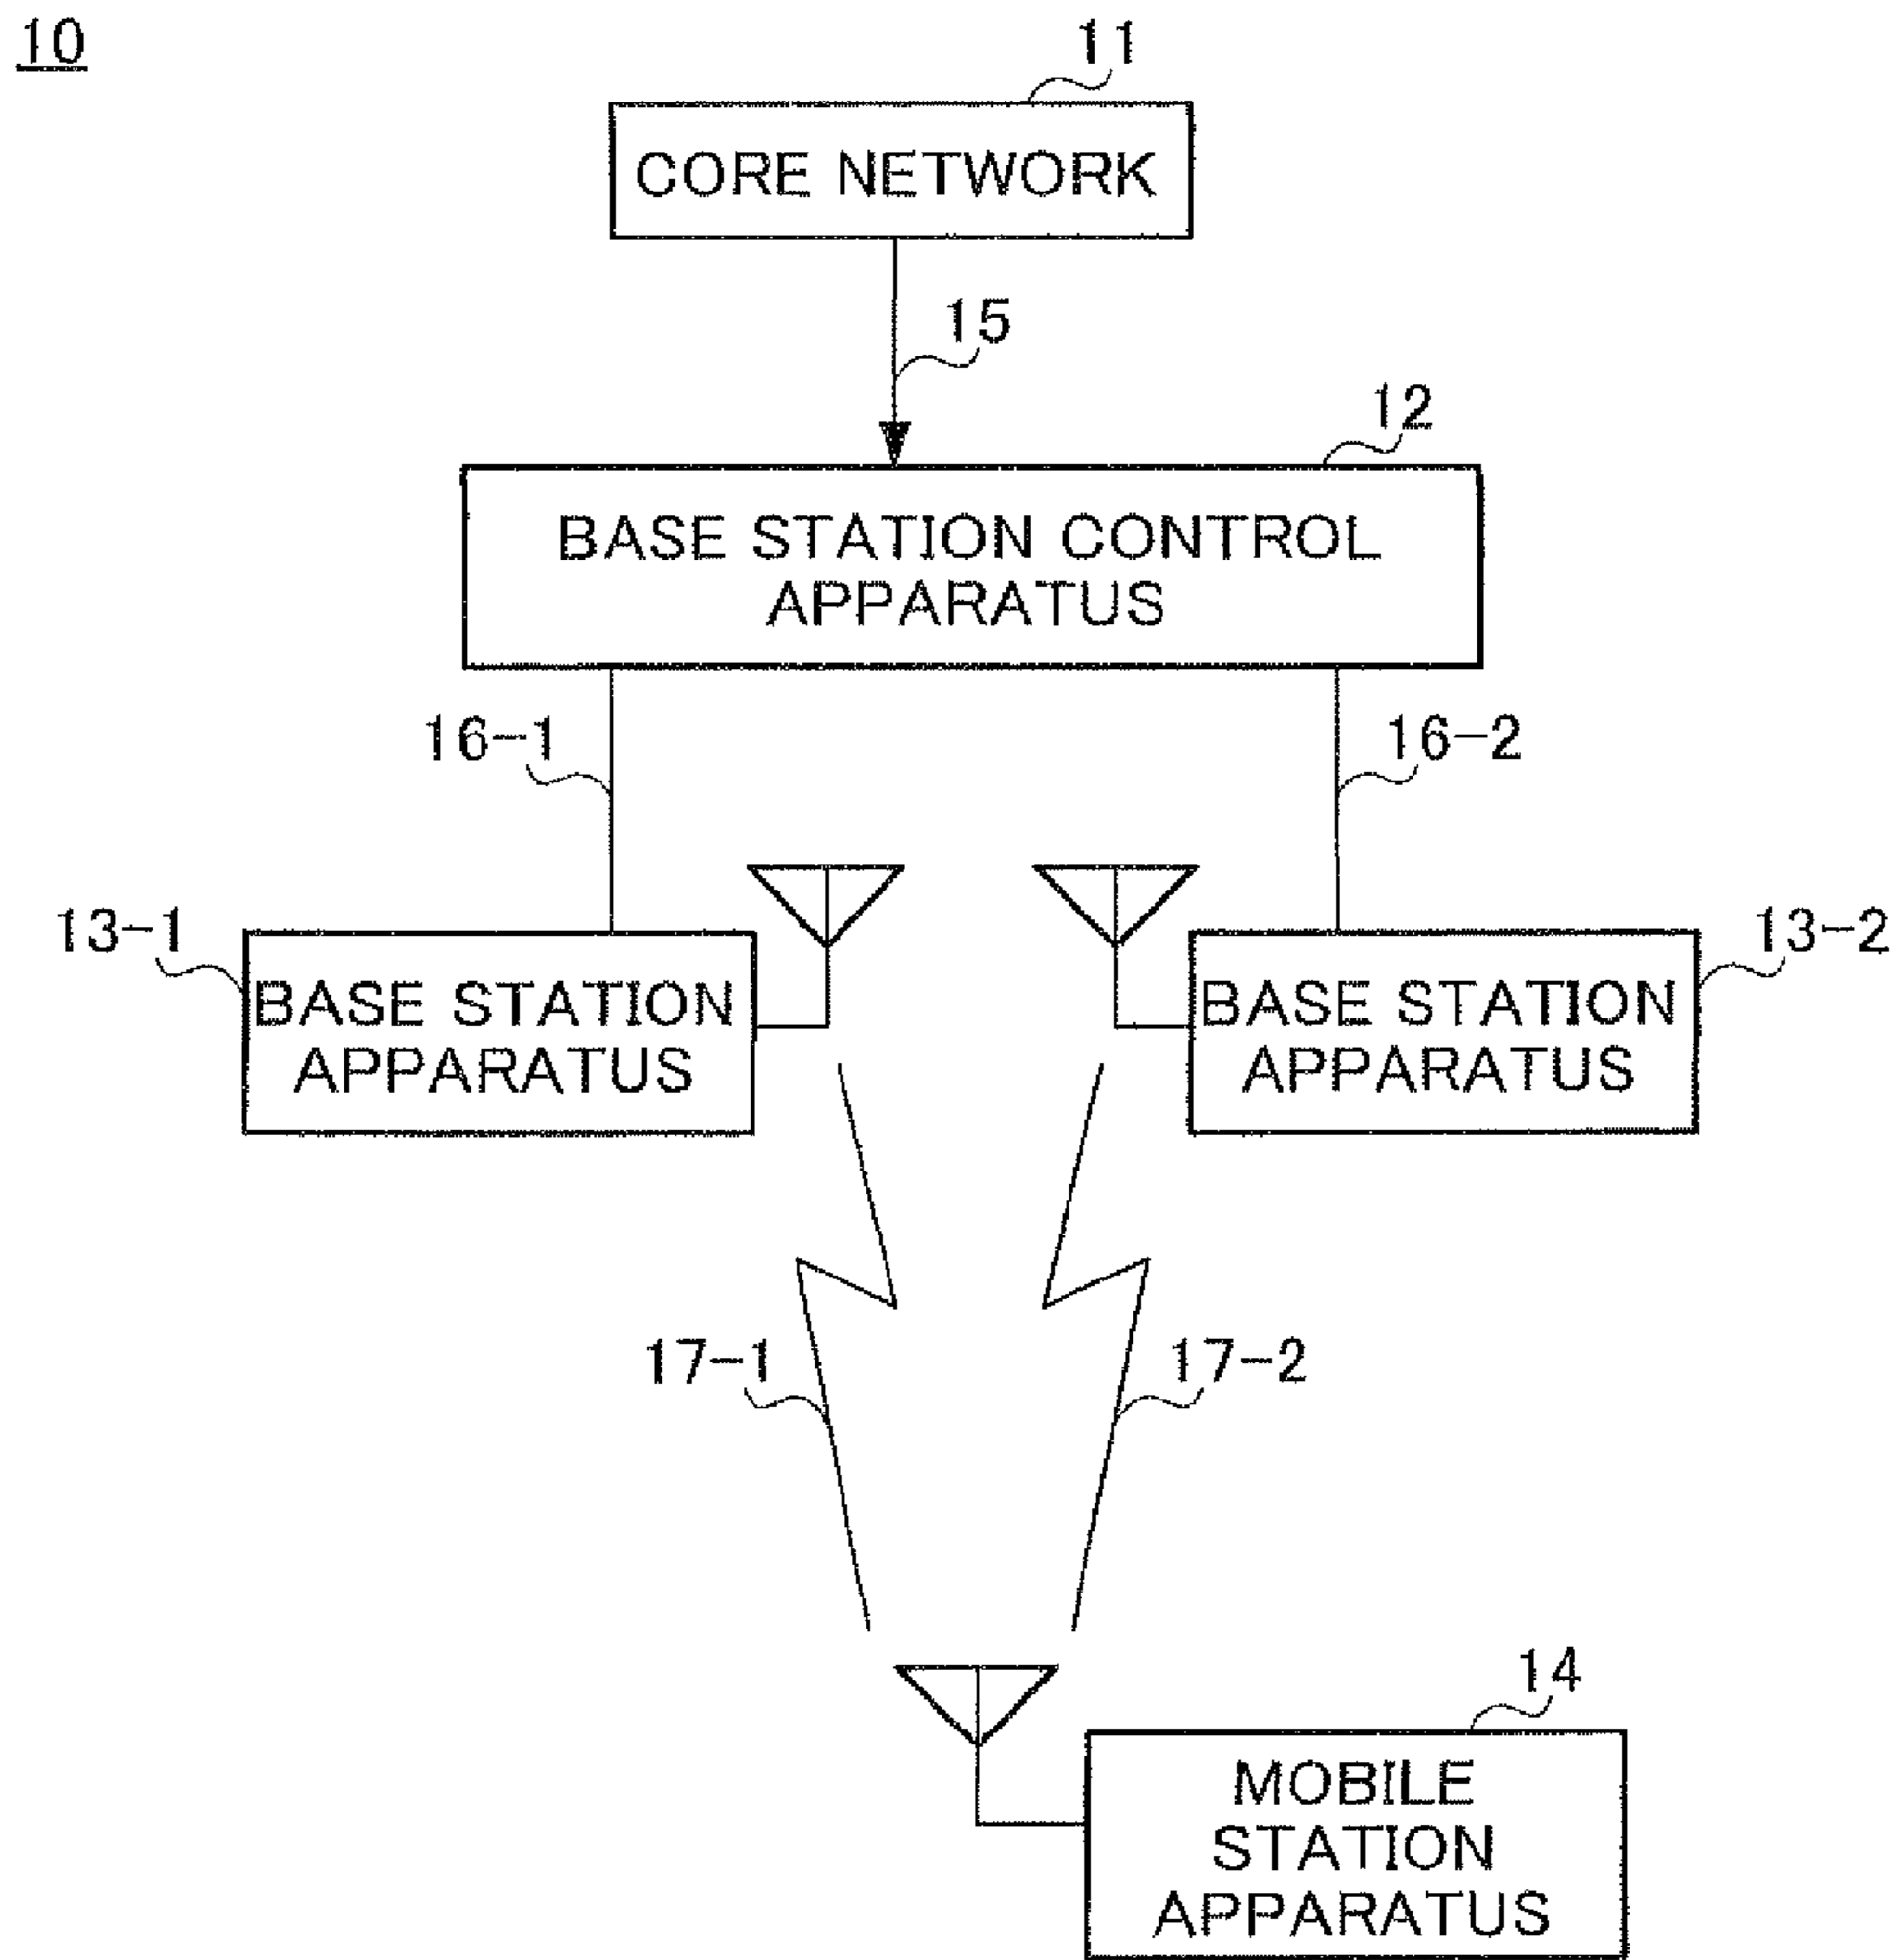 10
11
CORE NETWORK
15
12
BASE STATION CONTROL
APPARATUS
16-1
16-2
13-1
13-2
BASE STATION
APPARATUS
BASE STATION
APPARATUS
17-1
17-2
14
MOBILE
STATION
APPARATUS